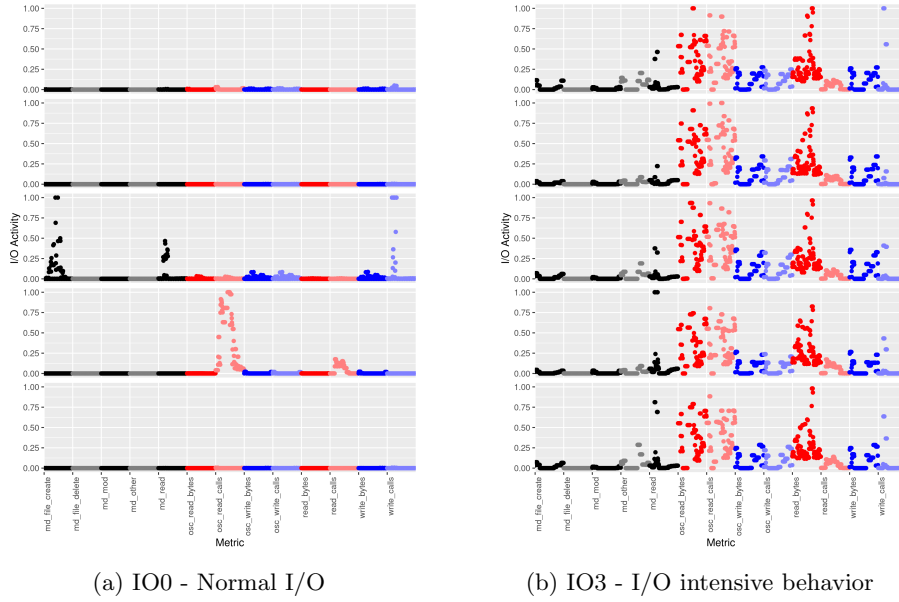 1.00
0.75
0.50
0.25
0.00
1.00
0.75
0.50
0.25
0.00
1.00
0.75
0.50
0.25
0.00
1.00
0.75
0.50
0.25
0.00
1.00
0.75
0.50
0.25
0.00
I/O Activity
md_file_create
md_file_delete
md_mod
md_other
md_read
osc_read_bytes
osc_read_calls
osc_write_bytes
osc_write_calls
read_bytes
read_calls
write_bytes
write_calls
Metric
(a) IO0 - Normal I/O
1.00
0.75
0.50
0.25
0.00
1.00
0.75
0.50
0.25
0.00
1.00
0.75
0.50
0.25
0.00
1.00
0.75
0.50
0.25
0.00
1.00
0.75
0.50
0.25
0.00
I/O Activity
md_file_create
md_file_delete
md_mod
md_other
md_read
osc_read_bytes
osc_read_calls
osc_write_bytes
osc_write_calls
read_bytes
read_calls
write_bytes
write_calls
Metric
(b) IO3 - I/O intensive behavior